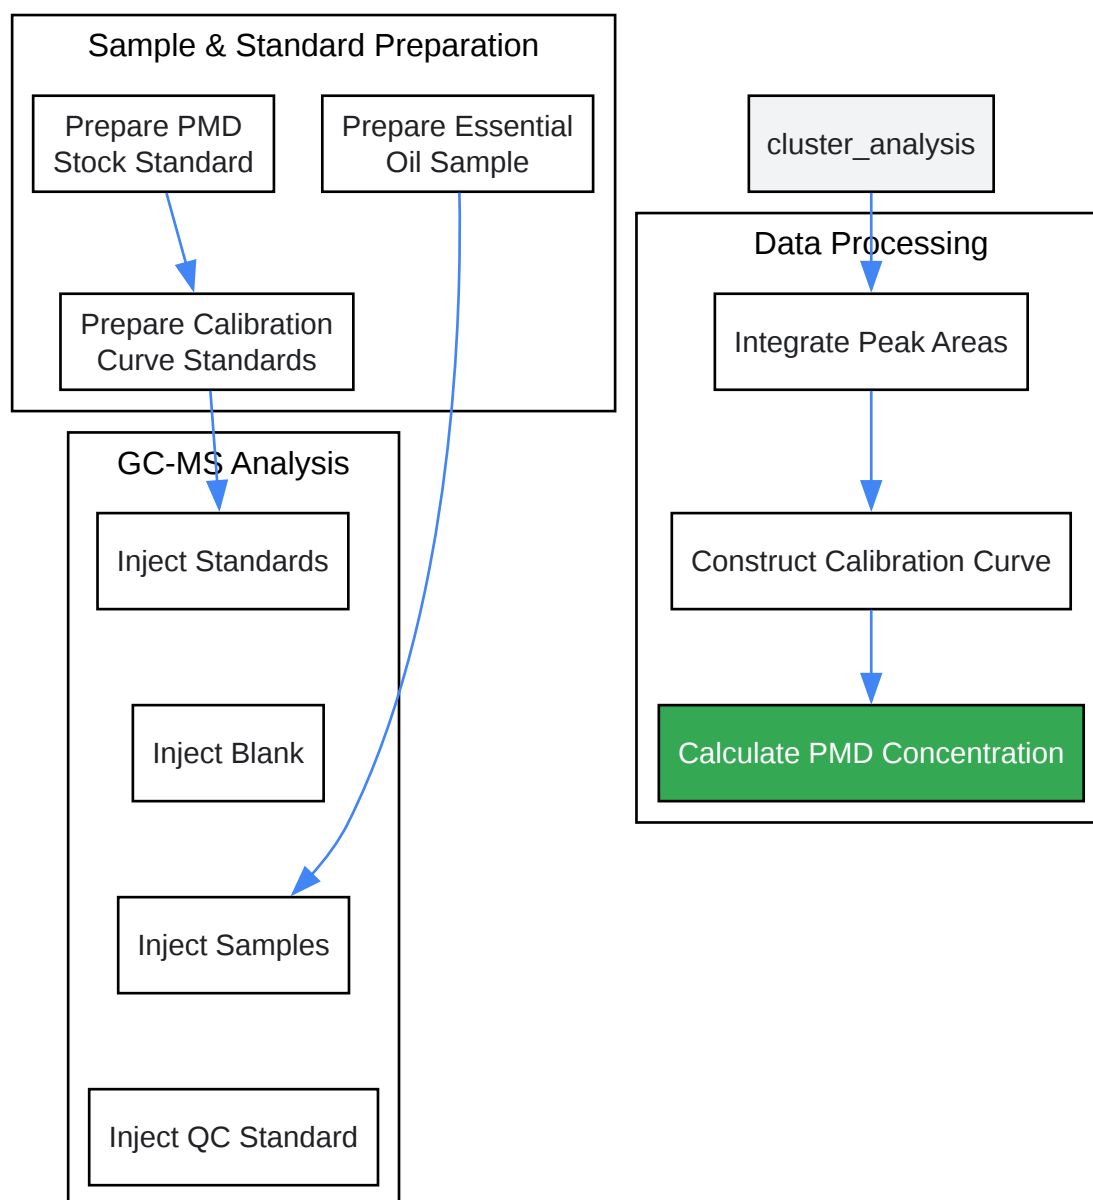 Sample & Standard Preparation
Prepare PMD
Stock Standard
Prepare Essential
Oil Sample
Prepare Calibration
Curve Standards
GC-MS Analysis
Inject Standards
Inject Blank
Inject Samples
Inject QC Standard
cluster_analysis
Data Processing
Integrate Peak Areas
Construct Calibration Curve
Calculate PMD Concentration